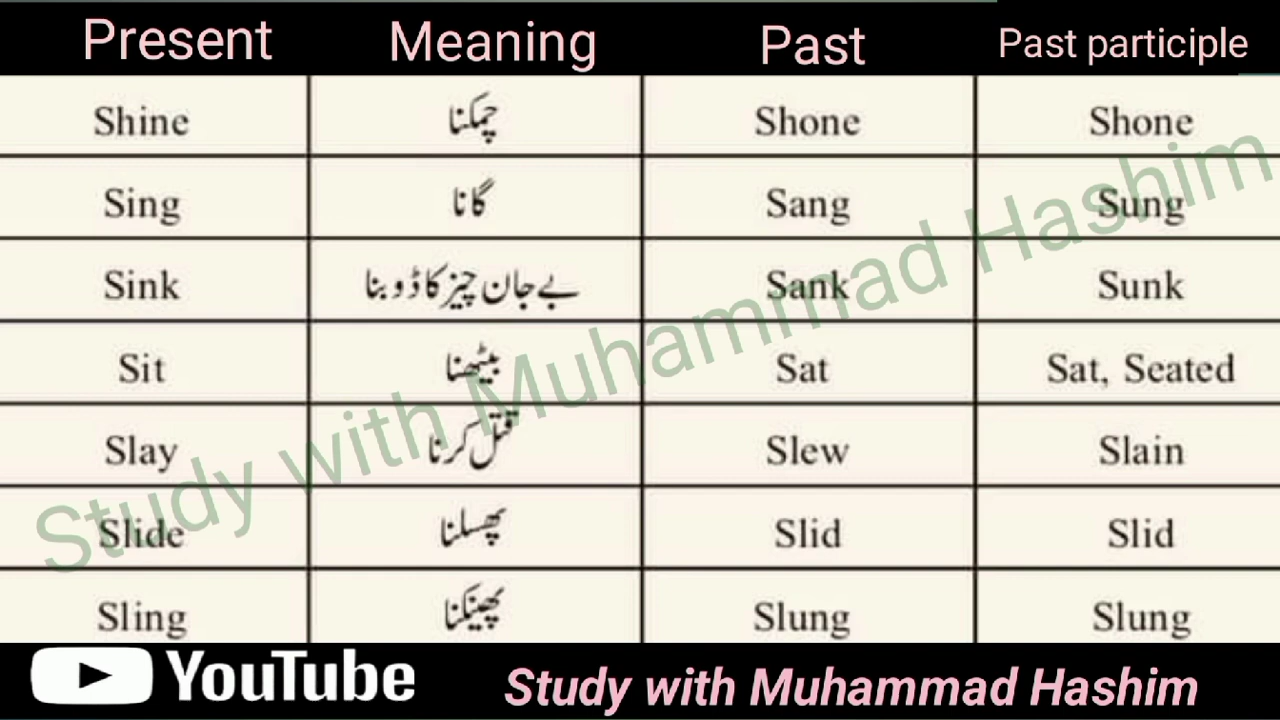 Present Meaning Past Past participle
Shine چمکنا Shone Shone
Sing گانا Sang Sung
Sink بے جان چیز کا ڈوبنا Sank Sunk
Sit بیٹھنا Sat Sat, Seated
Slay قتل کرنا Slew Slain
Slide پھسلنا Slid Slid
Sling پھینکنا Slung Slung
Study with Muhammad Hashim
YouTube Study with Muhammad Hashim